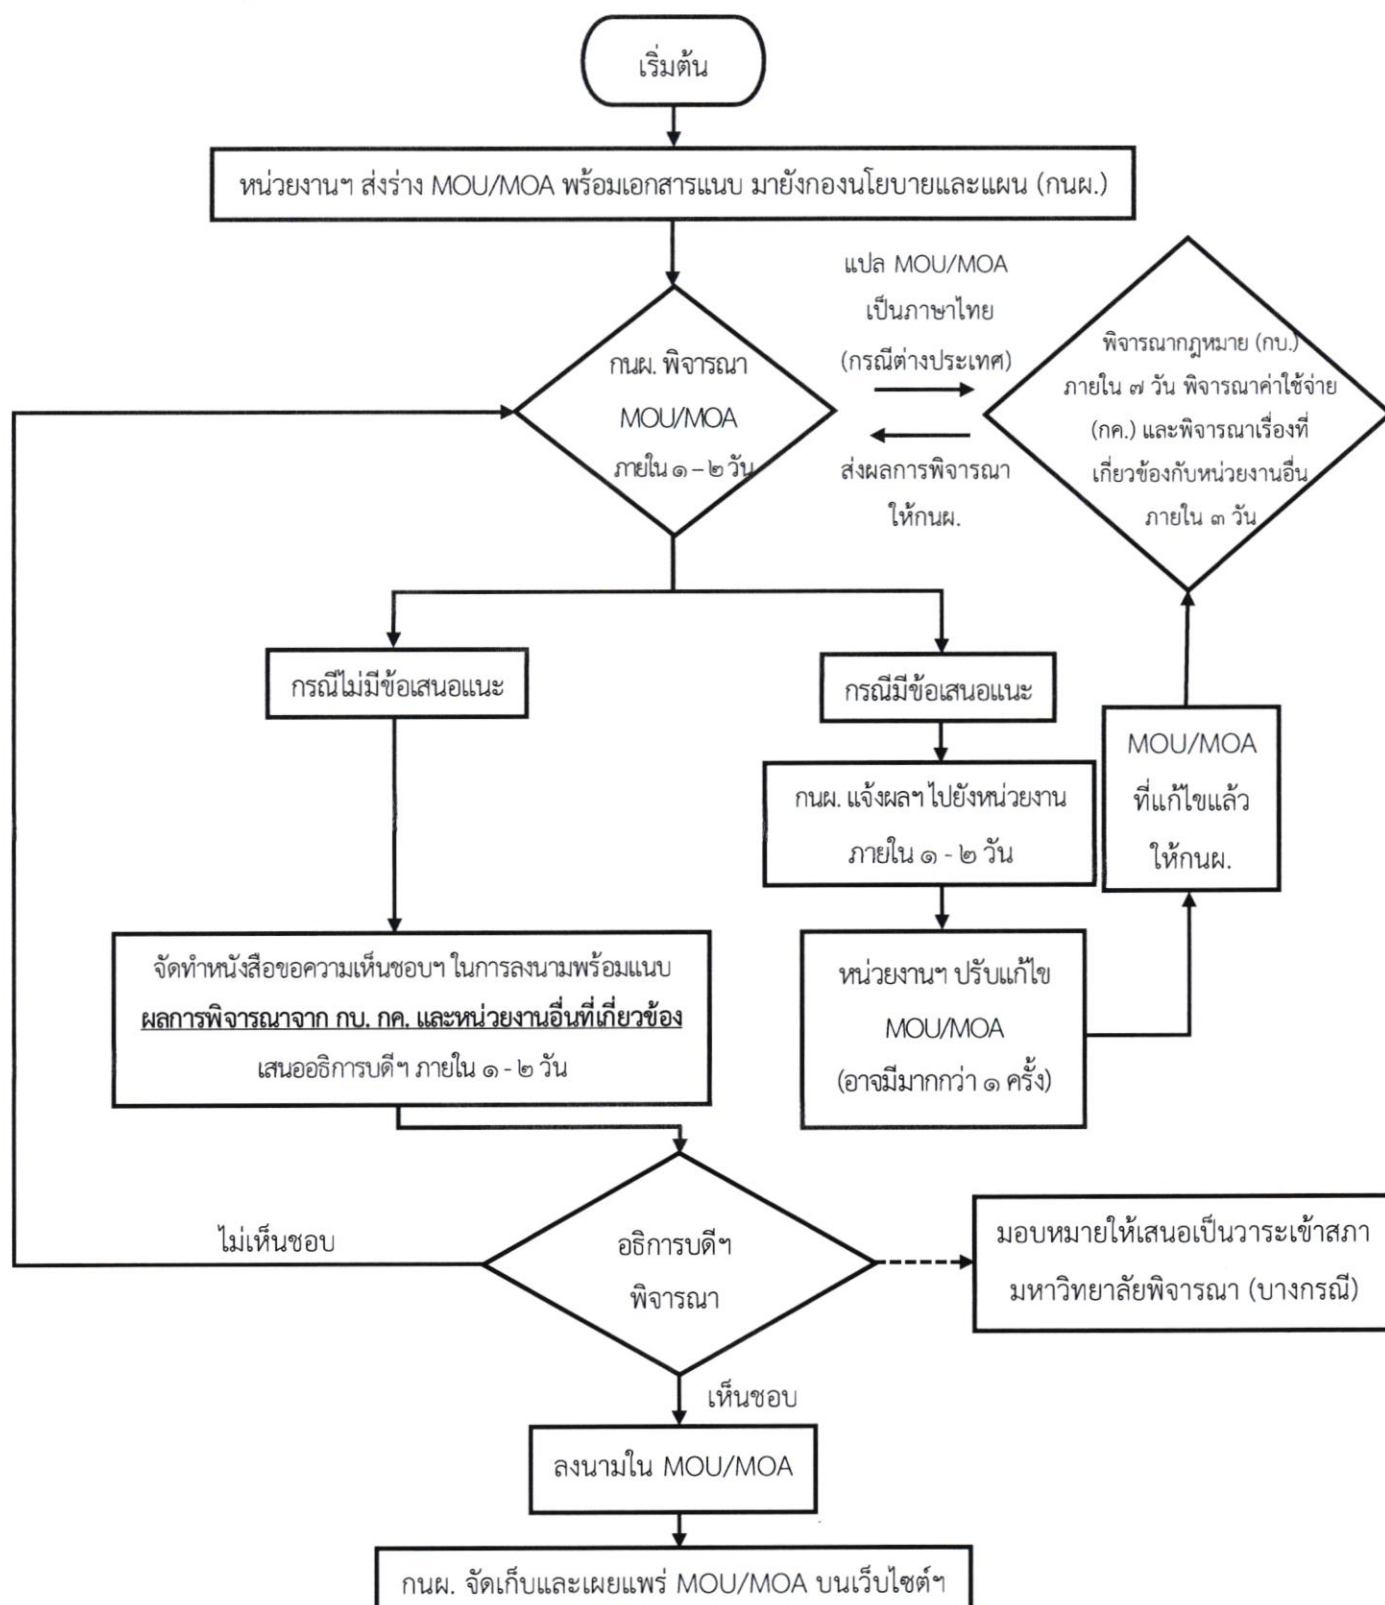 เริ่มต้น
หน่วยงานฯ ส่งร่าง MOU/MOA พร้อมเอกสารแนบ มายังกองนโยบายและแผน (กนผ.)
กนผ. พิจารณา
MOU/MOA
ภายใน ๑ – ๒ วัน
แปล MOU/MOA
เป็นภาษาไทย
(กรณีต่างประเทศ)
ส่งผลการพิจารณา
ให้กนผ.
พิจารณากฎหมาย (กบ.)
ภายใน ๗ วัน พิจารณาค่าใช้จ่าย
(กค.) และพิจารณาเรื่องที่
เกี่ยวข้องกับหน่วยงานอื่น
ภายใน ๓ วัน
กรณีไม่มีข้อเสนอแนะ
กรณีมีข้อเสนอแนะ
กนผ. แจ้งผลฯ ไปยังหน่วยงาน
ภายใน ๑ - ๒ วัน
MOU/MOA
ที่แก้ไขแล้ว
ให้กนผ.
จัดทำหนังสือขอความเห็นชอบฯ ในการลงนามพร้อมแนบ
ผลการพิจารณาจาก กบ. กค. และหน่วยงานอื่นที่เกี่ยวข้อง
เสนออธิการบดีฯ ภายใน ๑ - ๒ วัน
หน่วยงานฯ ปรับแก้ไข
MOU/MOA
(อาจมีมากกว่า ๑ ครั้ง)
ไม่เห็นชอบ
อธิการบดีฯ
พิจารณา
มอบหมายให้เสนอเป็นวาระเข้าสภา
มหาวิทยาลัยพิจารณา (บางกรณี)
เห็นชอบ
ลงนามใน MOU/MOA
กนผ. จัดเก็บและเผยแพร่ MOU/MOA บนเว็บไซต์ฯ